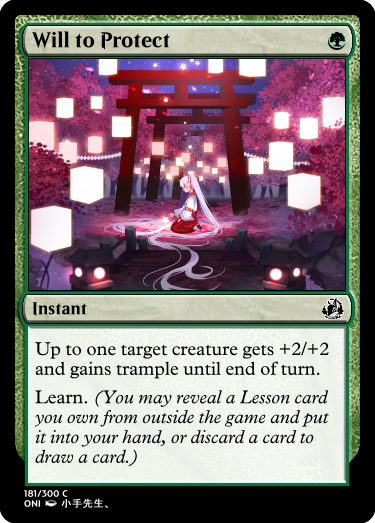 Will to Protect
Instant
Up to one target creature gets +2/+2
and gains trample until end of turn.
Learn. (You may reveal a Lesson card
you own from outside the game and put
it into your hand, or discard a card to
draw a card.)
181/300 C
ONI 小手先生、